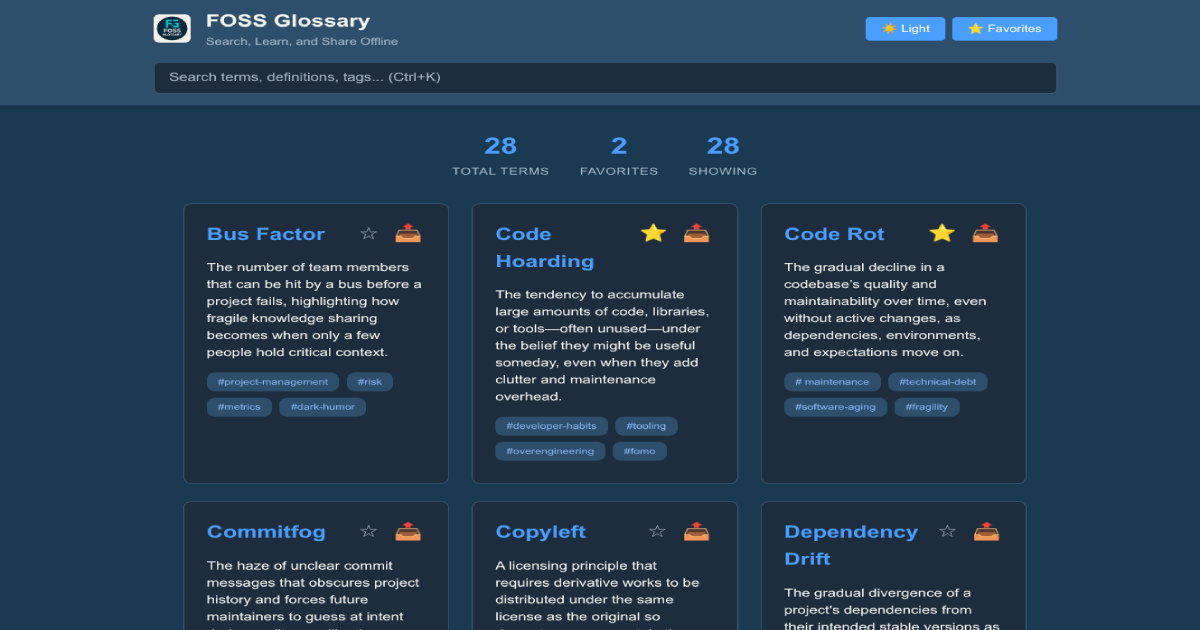 FOSS Glossary
Search, Learn, and Share Offline
Light
Favorites
Search terms, definitions, tags... (Ctrl+K)
28
TOTAL TERMS
2
FAVORITES
28
SHOWING
Bus Factor
The number of team members
that can be hit by a bus before a
project fails, highlighting how
fragile knowledge sharing
becomes when only a few
people hold critical context.
#project-management
#risk
#metrics
#dark-humor
Code
Hoarding
The tendency to accumulate
large amounts of code, libraries,
or tools—often unused—under
the belief they might be useful
someday, even when they add
clutter and maintenance
overhead.
#developer-habits
#tooling
#overengineering
#fomo
Code Rot
The gradual decline in a
codebase's quality and
maintainability over time, even
without active changes, as
dependencies, environments,
and expectations move on.
# maintenance
#technical-debt
#software-aging
#fragility
Commitfog
The haze of unclear commit
messages that obscures project
history and forces future
maintainers to guess at intent
Copyleft
A licensing principle that
requires derivative works to be
distributed under the same
license as the original so
Dependency
Drift
The gradual divergence of a
project's dependencies from
their intended stable versions as